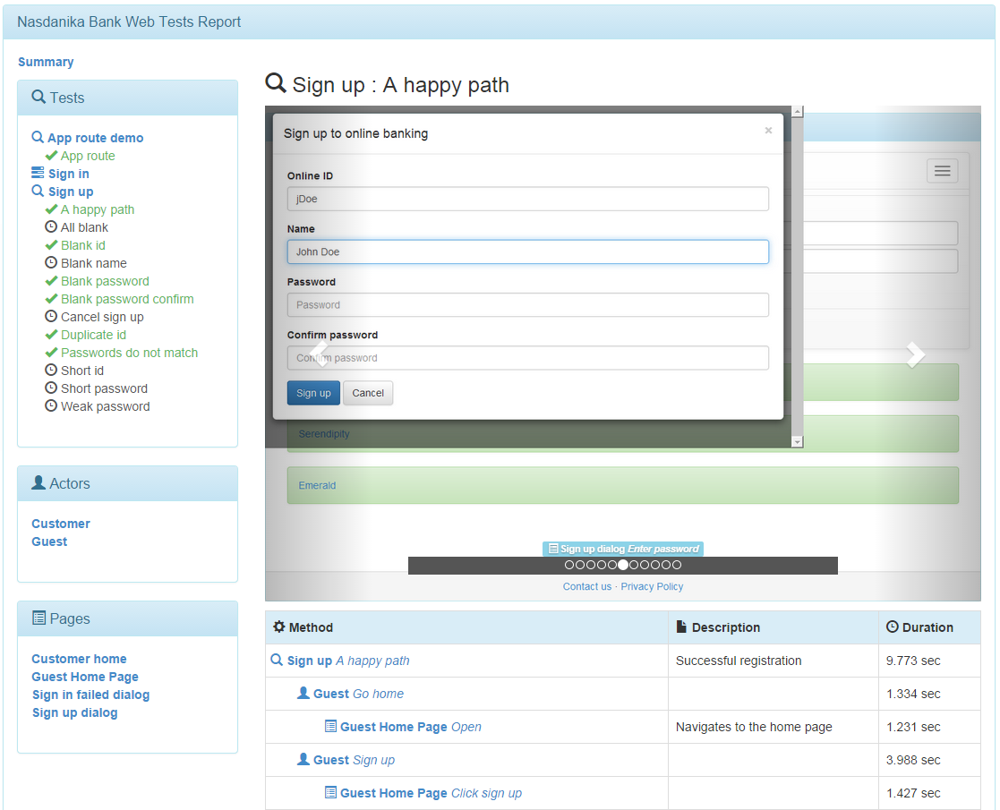 Nasdanika Bank Web Tests Report
Summary
Tests
App route demo
App route
Sign in
Sign up
A happy path
All blank
Blank id
Blank name
Blank password
Blank password confirm
Cancel sign up
Duplicate id
Passwords do not match
Short id
Short password
Weak password
Actors
Customer
Guest
Pages
Customer home
Guest Home Page
Sign in failed dialog
Sign up dialog
Sign up : A happy path
Sign up to online banking ×
Online ID
jDoe
Name
John Doe
Password
Password
Confirm password
Confirm password
Sign up Cancel
Serendipity
Emerald
Sign up dialog Enter password
Contact us · Privacy Policy
Method Description Duration
Sign up A happy path Successful registration 9.773 sec
Guest Go home 1.334 sec
Guest Home Page Open Navigates to the home page 1.231 sec
Guest Sign up 3.988 sec
Guest Home Page Click sign up 1.427 sec